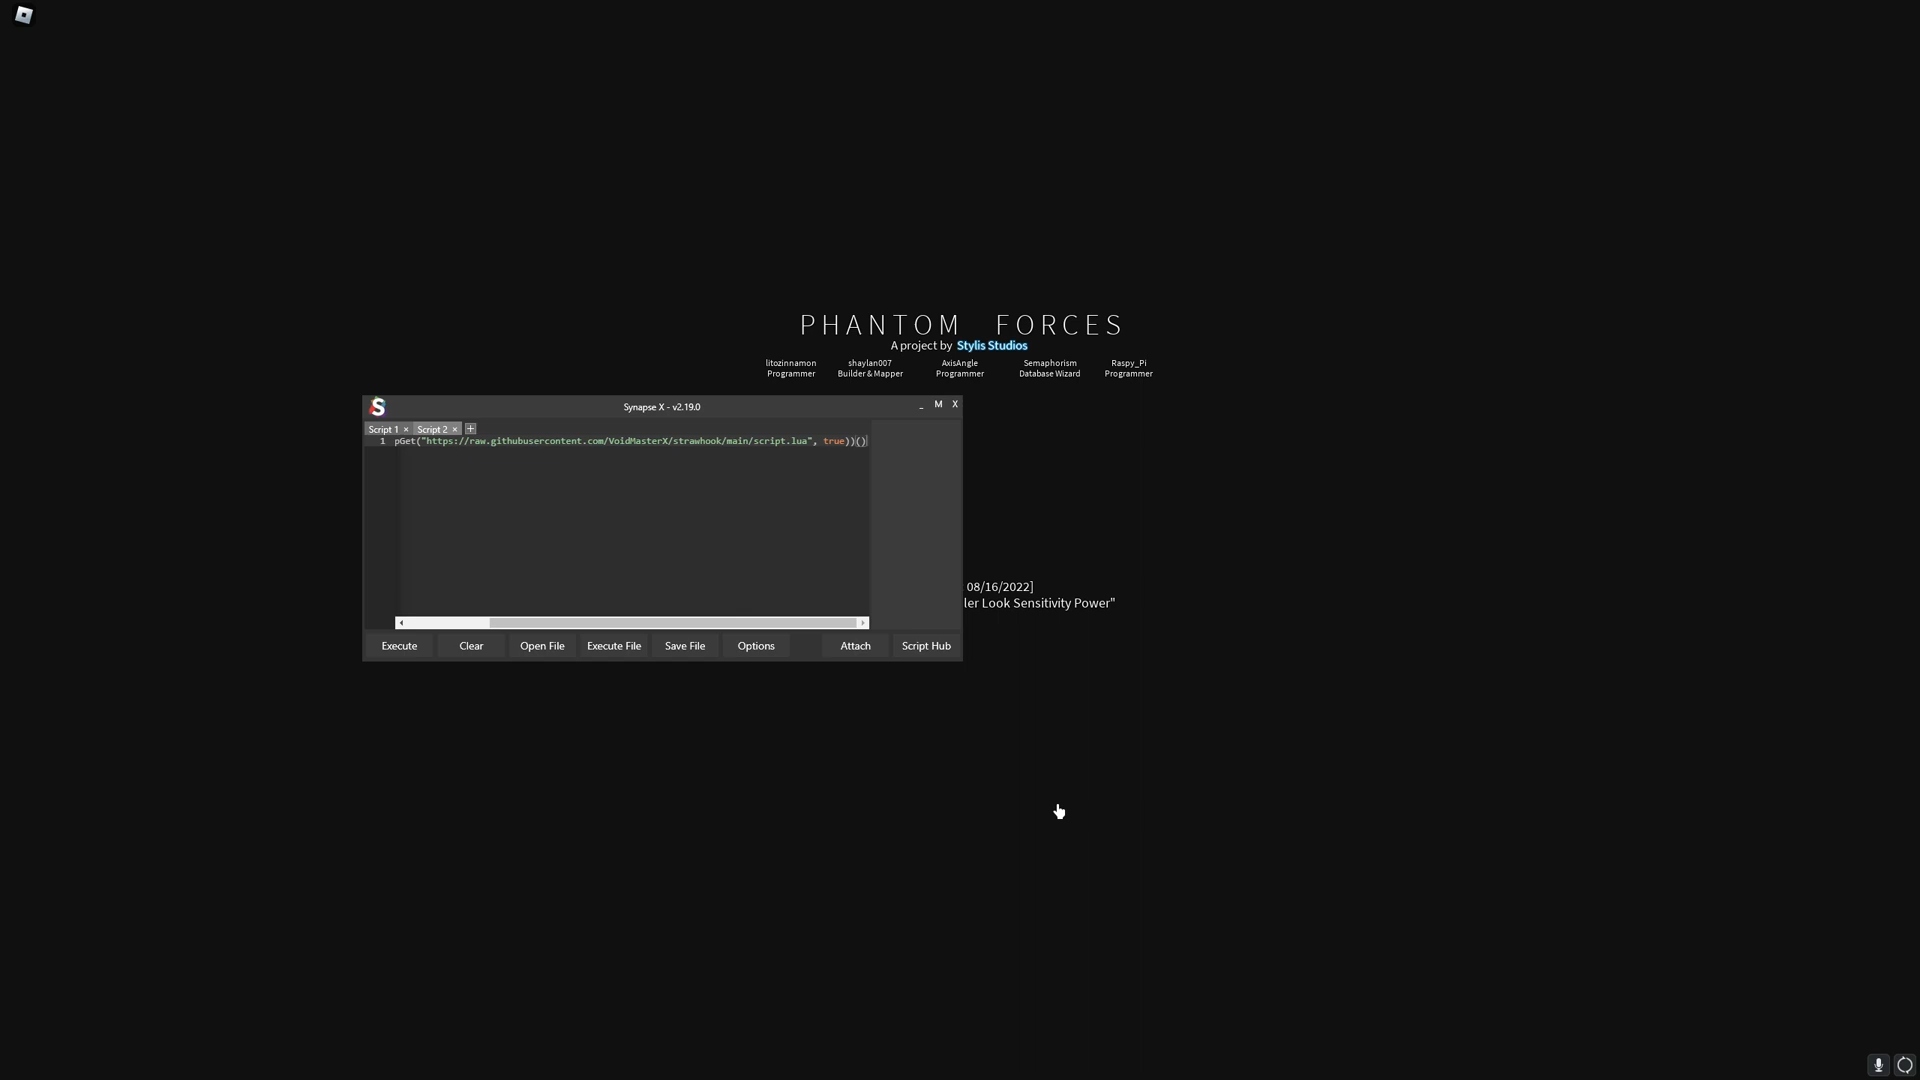 PHANTOM FORCES
A project by Stylis Studios
litozinnamon shaylan007 AxisAngle Semaphorism Raspy_Pi
Programmer Builder & Mapper Programmer Database Wizard Programmer
Synapse X - v2.19.0
_ M X
Script 1 × Script 2 × +
1 pGet("https://raw.githubusercontent.com/VoidMasterX/strawhook/main/script.lua", true))()
08/16/2022]
ler Look Sensitivity Power"
Execute Clear Open File Execute File Save File Options Attach Script Hub